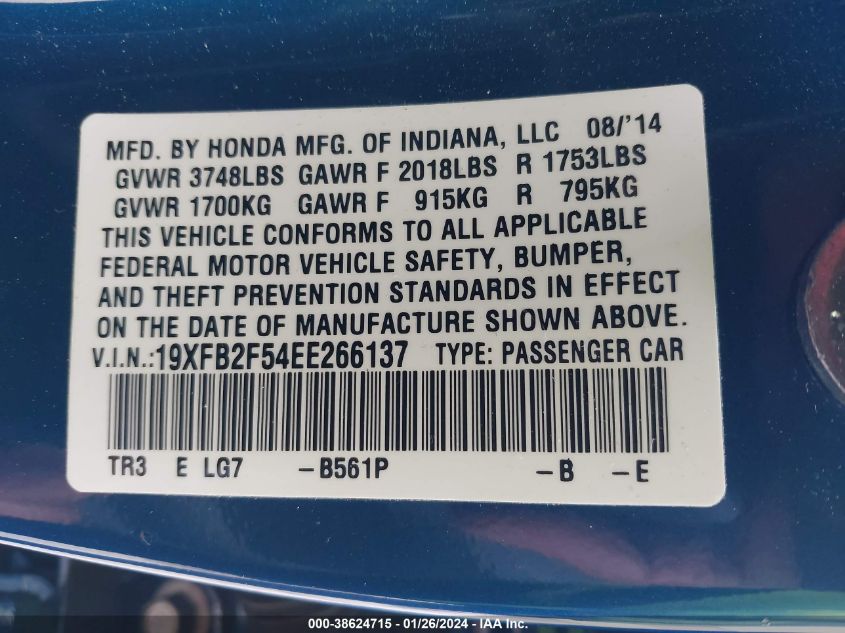 MFD. BY HONDA MFG. OF INDIANA, LLC 08/'14
GVWR 3748LBS GAWR F 2018LBS R 1753LBS
GVWR 1700KG GAWR F 915KG R 795KG
THIS VEHICLE CONFORMS TO ALL APPLICABLE
FEDERAL MOTOR VEHICLE SAFETY, BUMPER,
AND THEFT PREVENTION STANDARDS IN EFFECT
ON THE DATE OF MANUFACTURE SHOWN ABOVE.
V.I.N.:19XFB2F54EE266137 TYPE: PASSENGER CAR
TR3 E LG7 -B561P -B -E
000-38624715 - 01/26/2024 - IAA Inc.